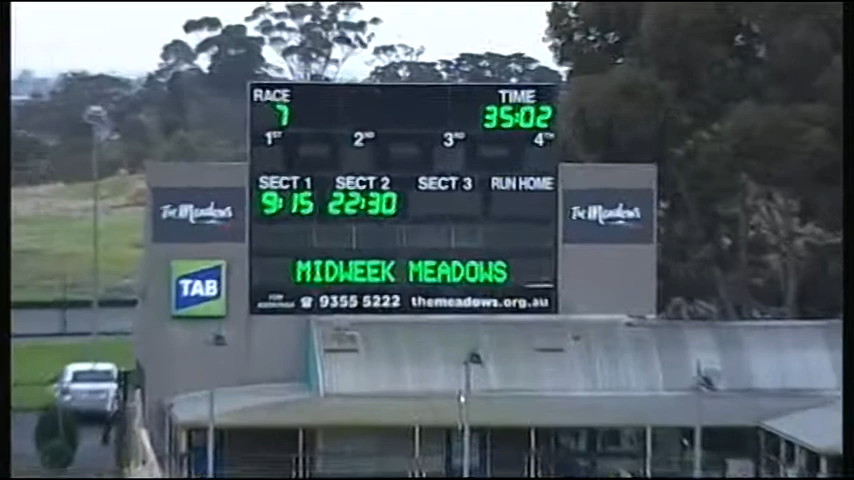 RACE TIME
7 35:02
1ST 2ND 3RD 4TH
SECT 1 SECT 2 SECT 3 RUN HOME
9:15 22:30
The Meadows
The Meadows
MIDWEEK MEADOWS
TAB
9355 5222 themeadows.org.au